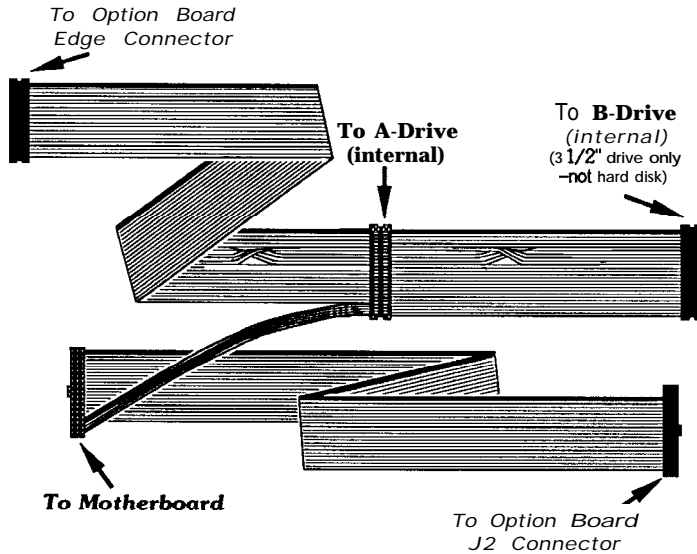 To Option Board
Edge Connector
To A-Drive
(internal)
To B-Drive
(internal)
(3 1/2" drive only
–not hard disk)
To Motherboard
To Option Board
J2 Connector